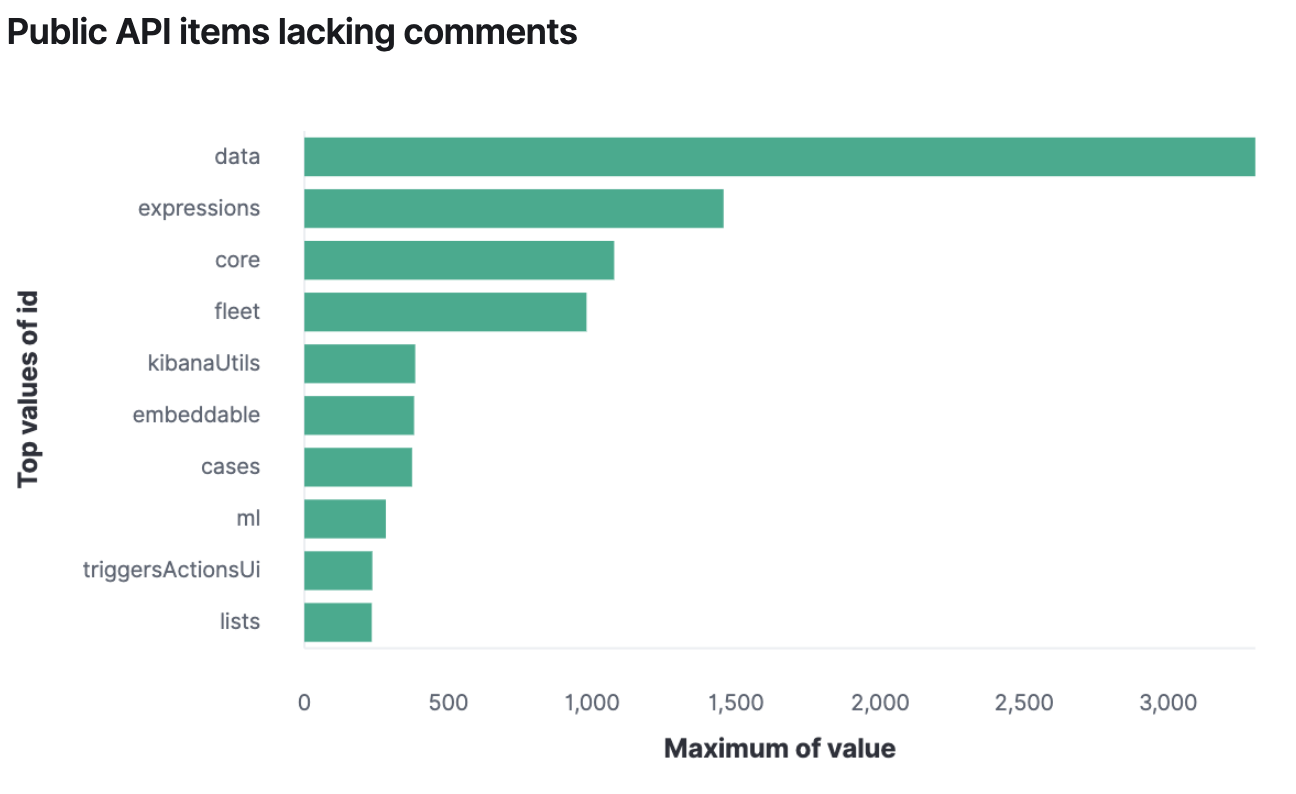 Public API items lacking comments
Top values of id
data
expressions
core
fleet
kibanaUtils
embeddable
cases
ml
triggersActionsUi
lists
0 500 1,000 1,500 2,000 2,500 3,000
Maximum of value